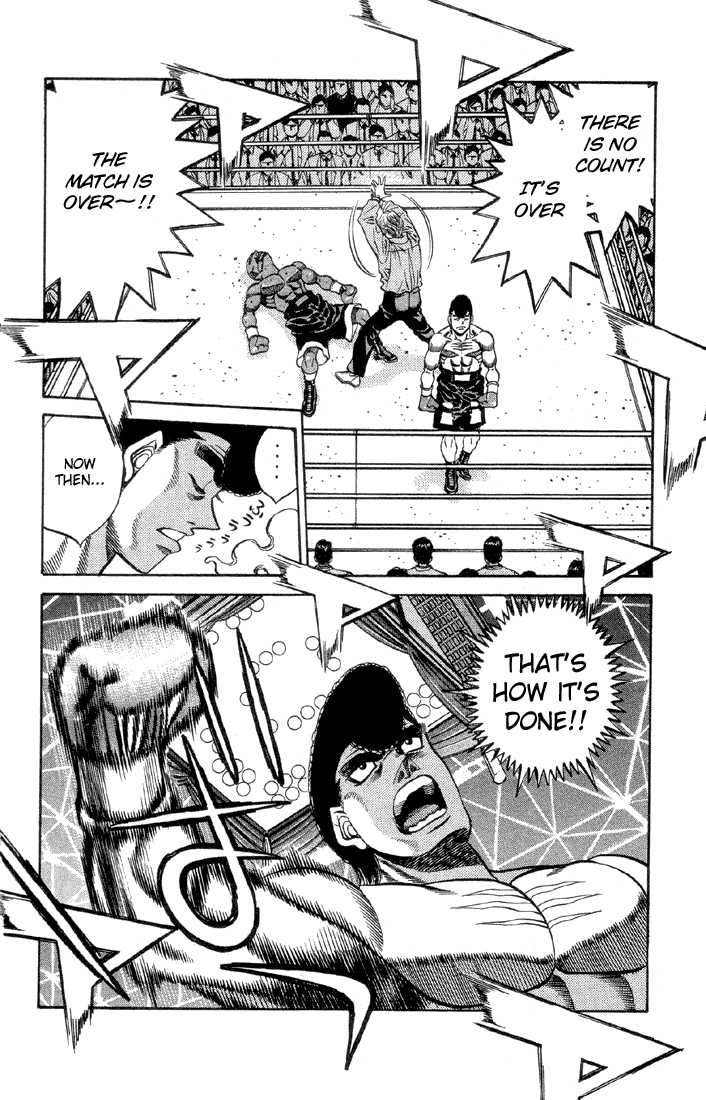 THERE
IS NO
COUNT!
IT'S
OVER
THE
MATCH IS
OVER~!!
...
NOW
THEN...
THAT'S
HOW IT'S
DONE!!